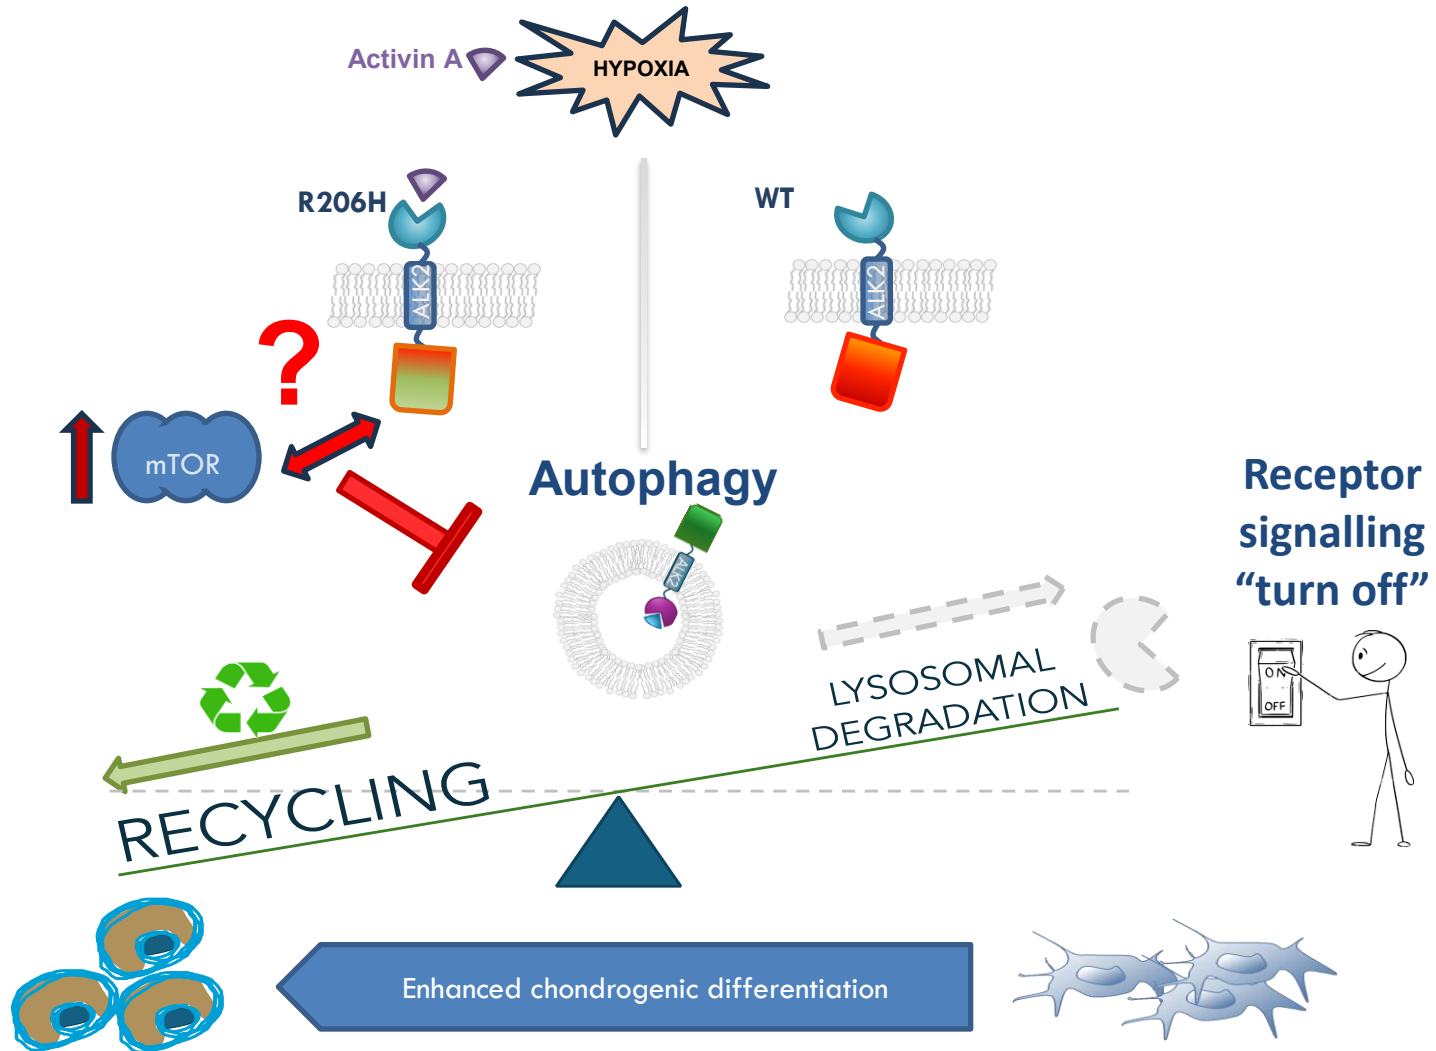 Activin A
HYPOXIA
R206H
WT
ALK2
ALK2
?
mTOR
Autophagy
ALK2
Receptor
signalling
“turn off”
LYSOSOMAL
DEGRADATION
ON
OFF
RECYCLING
Enhanced chondrogenic differentiation